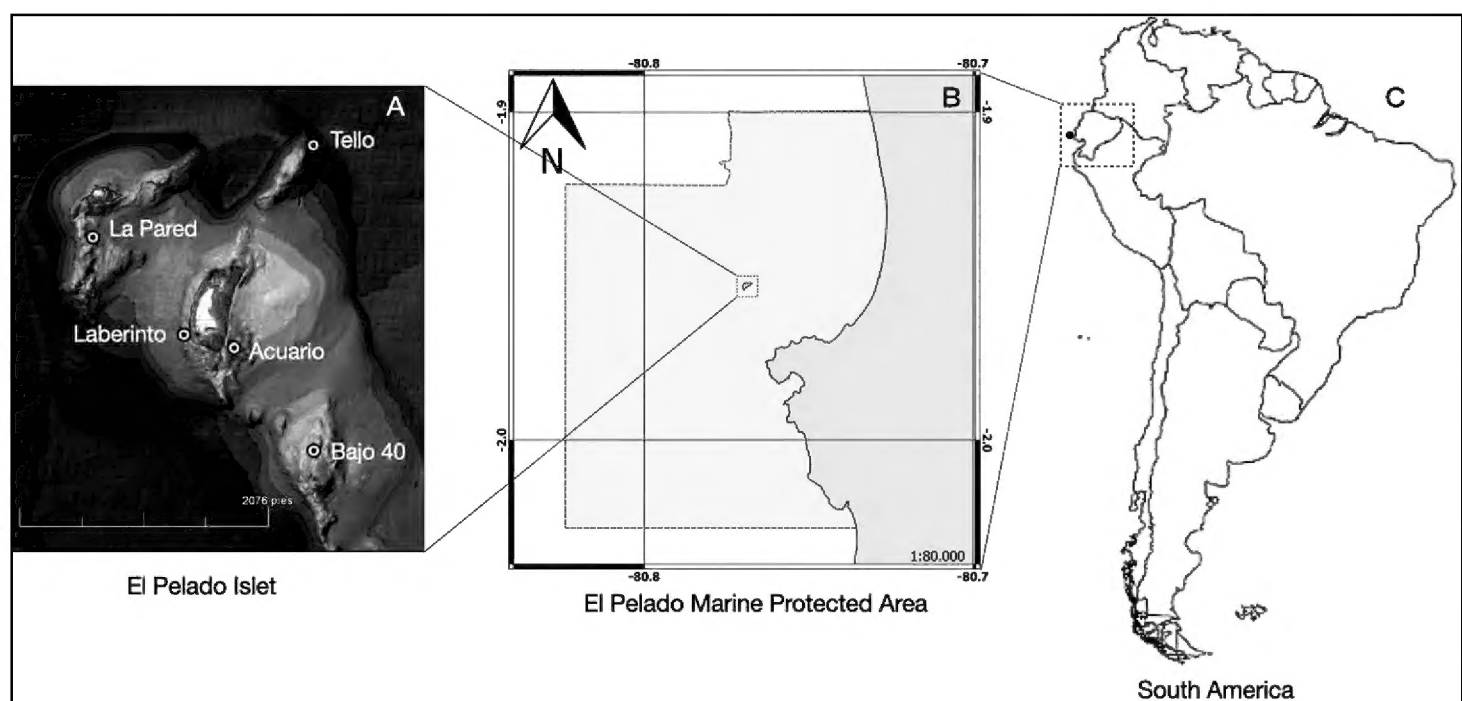 A
Tello
La Pared
Laberinto
Acuario
Bajo 40
2076 pies
El Pelado Islet
-80.8
-80.7
B
-1.9
-1.9
N
-2.0
-2.0
1:80.000
-80.8
-80.7
El Pelado Marine Protected Area
C
South America